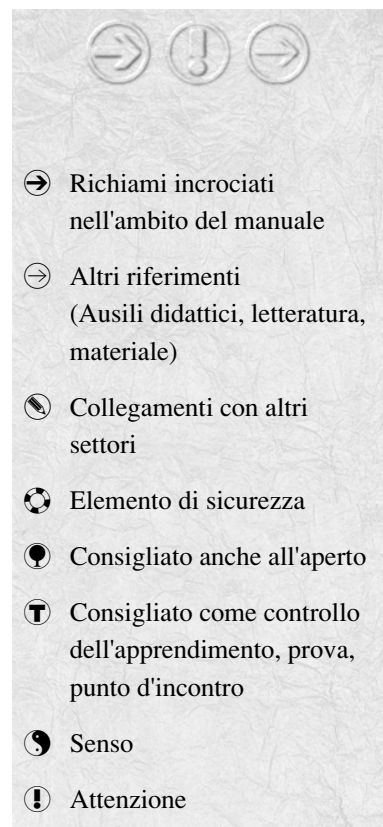 Richiami incrociati
nell'ambito del manuale
Altri riferimenti
(Ausili didattici, letteratura,
materiale)
Collegamenti con altri
settori
Elemento di sicurezza
Consigliato anche all'aperto
T Consigliato come controllo
dell'apprendimento, prova,
punto d'incontro
Senso
! Attenzione